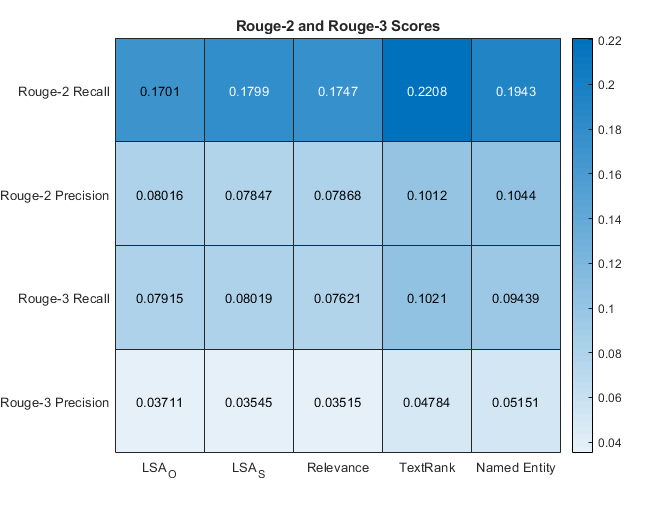 Rouge-2 and Rouge-3 Scores
Rouge-2 Recall 0.1701 0.1799 0.1747 0.2208 0.1943
Rouge-2 Precision 0.08016 0.07847 0.07868 0.1012 0.1044
Rouge-3 Recall 0.07915 0.08019 0.07621 0.1021 0.09439
Rouge-3 Precision 0.03711 0.03545 0.03515 0.04784 0.05151
LSA_O LSA_S Relevance TextRank Named Entity
0.22
0.2
0.18
0.16
0.14
0.12
0.1
0.08
0.06
0.04